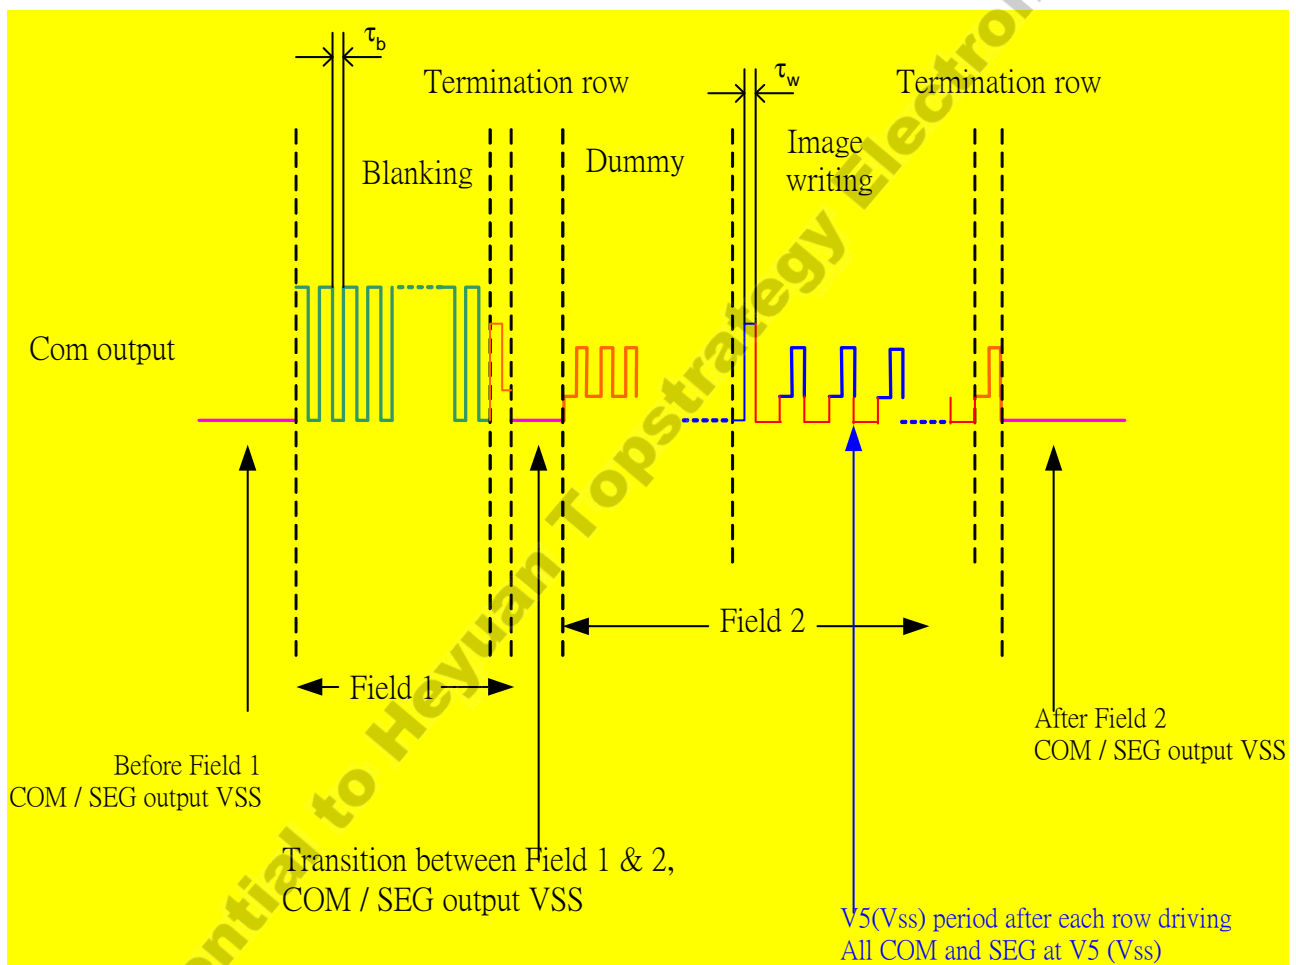 τb
τw
Termination row
Termination row
Blanking
Dummy
Image
writing
Com output
Field 2
Field 1
Before Field 1
COM / SEG output VSS
After Field 2
COM / SEG output VSS
Transition between Field 1 & 2,
COM / SEG output VSS
V5(Vss) period after each row driving
All COM and SEG at V5 (Vss)
ential to Heyuan Topstrategy Electron